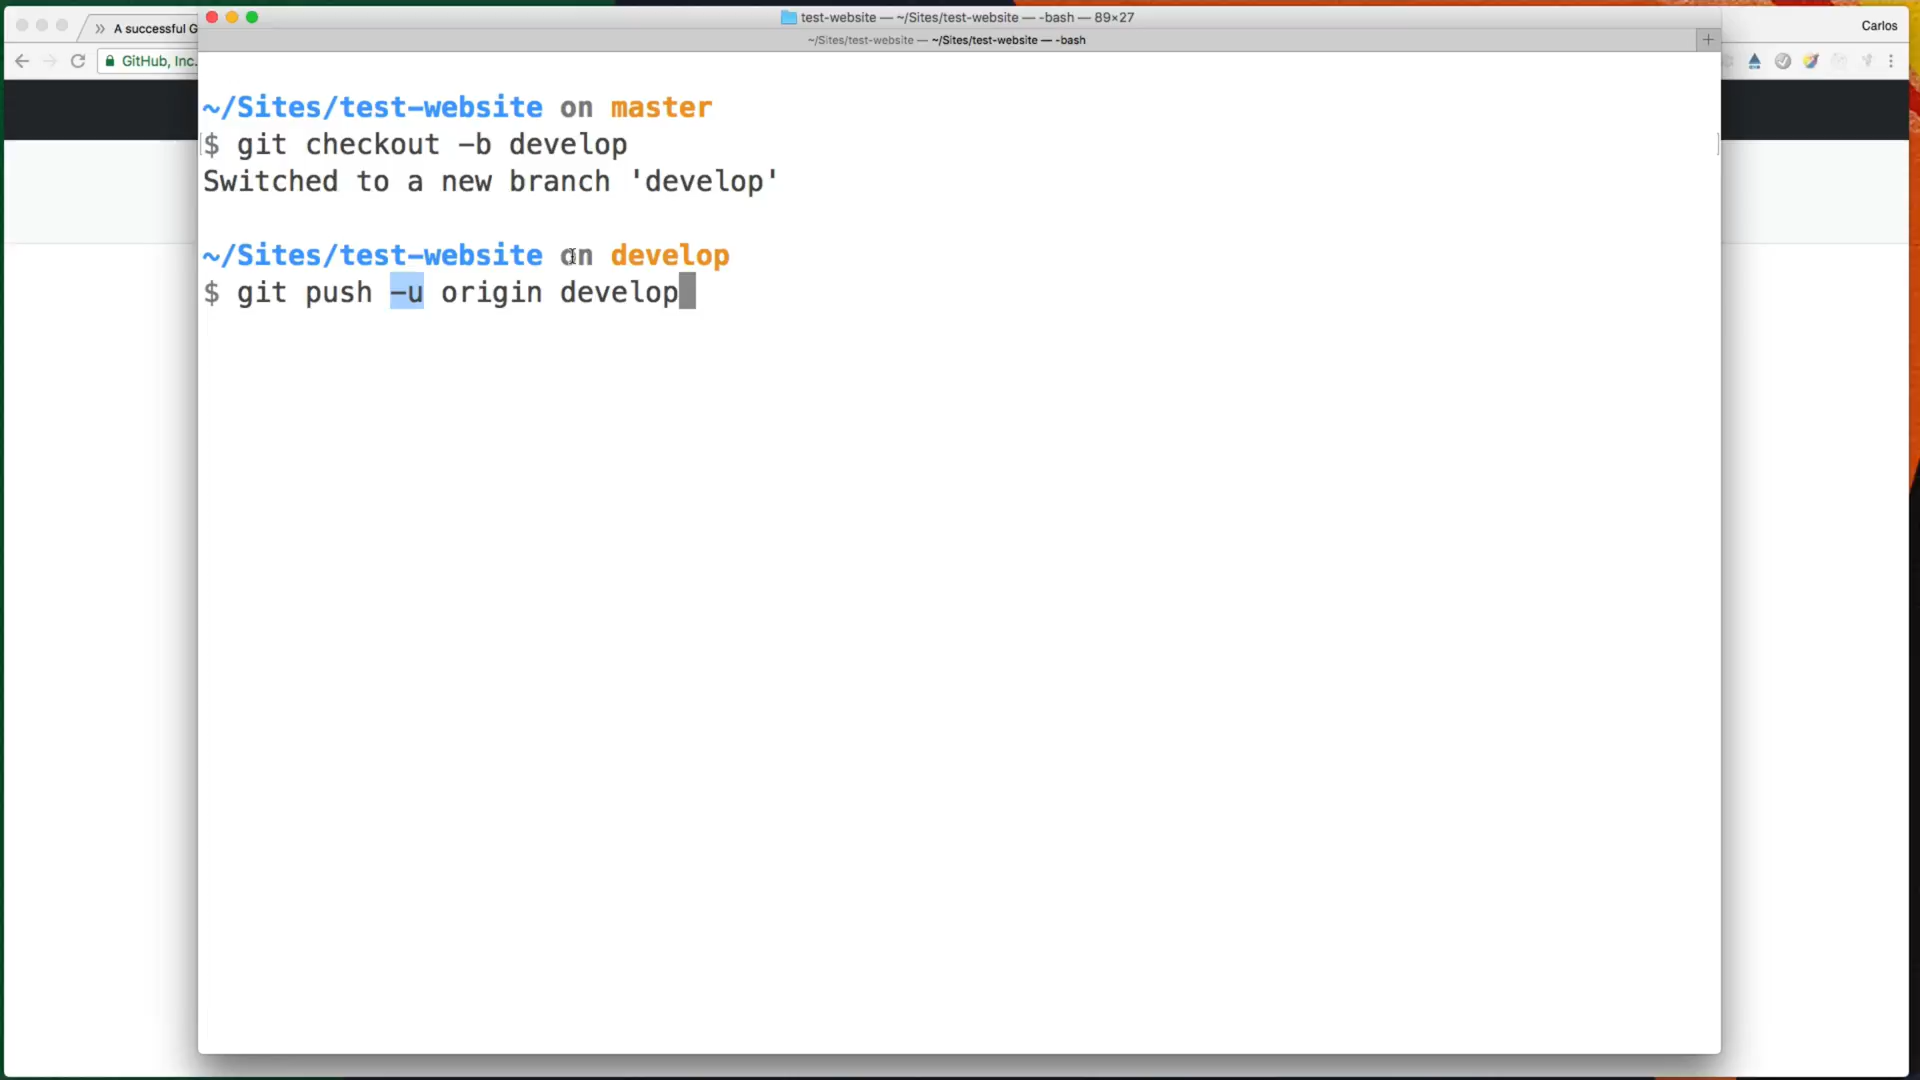 A successful G
Carlos
GitHub, Inc.
test-website — ~/Sites/test-website — -bash — 89×27
~/Sites/test-website — ~/Sites/test-website — -bash
~/Sites/test-website on master
$ git checkout -b develop
Switched to a new branch 'develop'
~/Sites/test-website on develop
$ git push -u origin develop